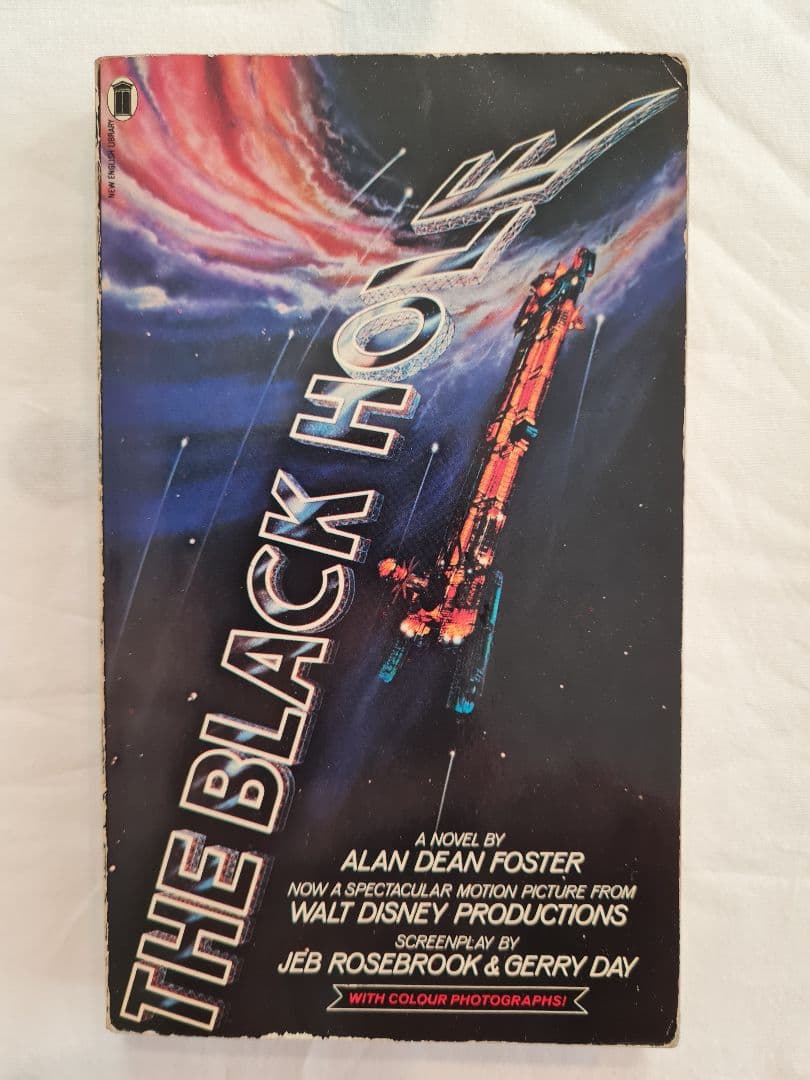 NEW ENGLISH LIBRARY
THE BLACK HOLE
A NOVEL BY
ALAN DEAN FOSTER
NOW A SPECTACULAR MOTION PICTURE FROM
WALT DISNEY PRODUCTIONS
SCREENPLAY BY
JEB ROSEBROOK & GERRY DAY
WITH COLOUR PHOTOGRAPHS!